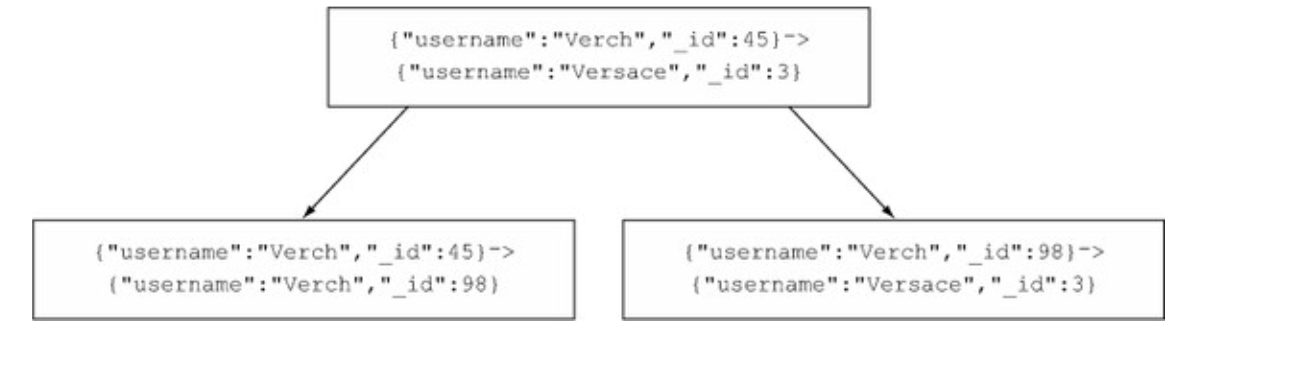 {"username":"Verch","_id":45}->
{"username":"Versace","_id":3}
{"username":"Verch","_id":45}->
{"username":"Verch","_id":98}
{"username":"Verch","_id":98}->
{"username":"Versace","_id":3}